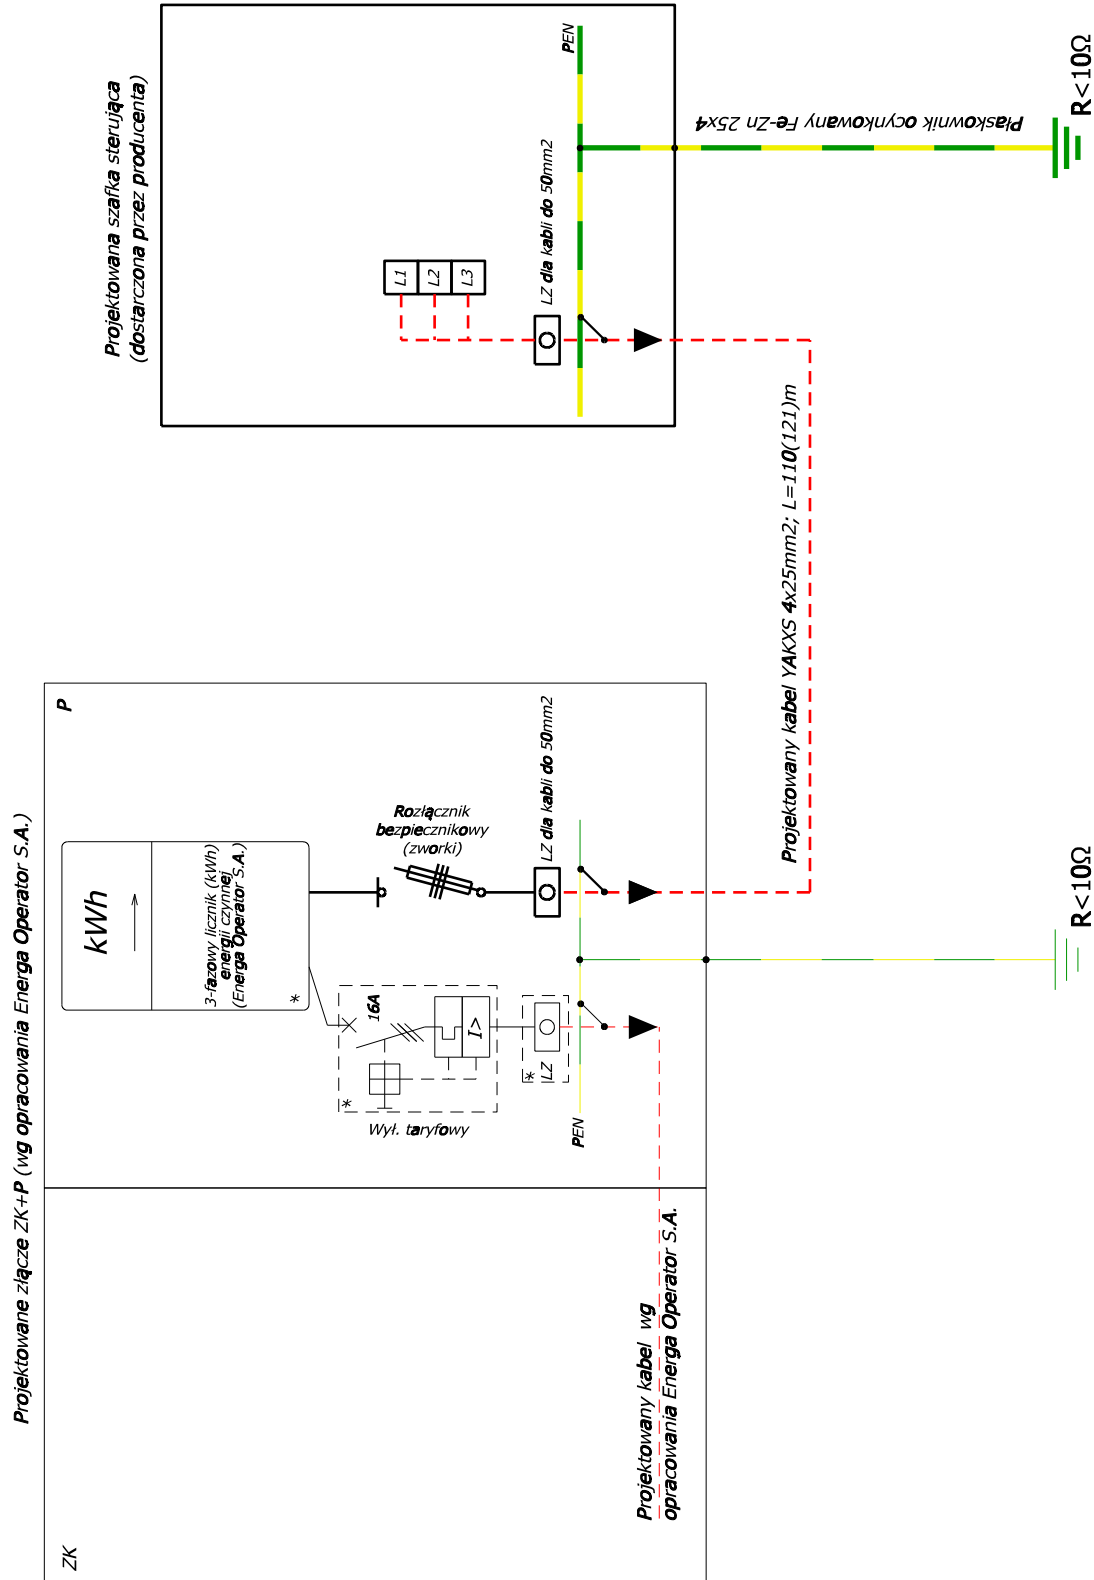 Projektowane złącze ZK+P (wg opracowania Energa Operator S.A.)
ZK
P
kWh
3-fazowy licznik (kWh)
energii czynnej
(Energa Operator S.A.)
*
Rozłącznik
bezpiecznikowy
(zworki)
16A
I>
*
Wył. taryfowy
*
LZ
LZ dla kabli do 50mm2
PEN
Projektowany kabel wg
opracowania Energa Operator S.A.
R<10Ω
Projektowany kabel YAKXS 4x25mm2; L=110(121)m
Projektowana szafka sterująca
(dostarczona przez producenta)
L1
L2
L3
LZ dla kabli do 50mm2
PEN
Płaskownik ocynkowany Fe-Zn 25x4
R<10Ω